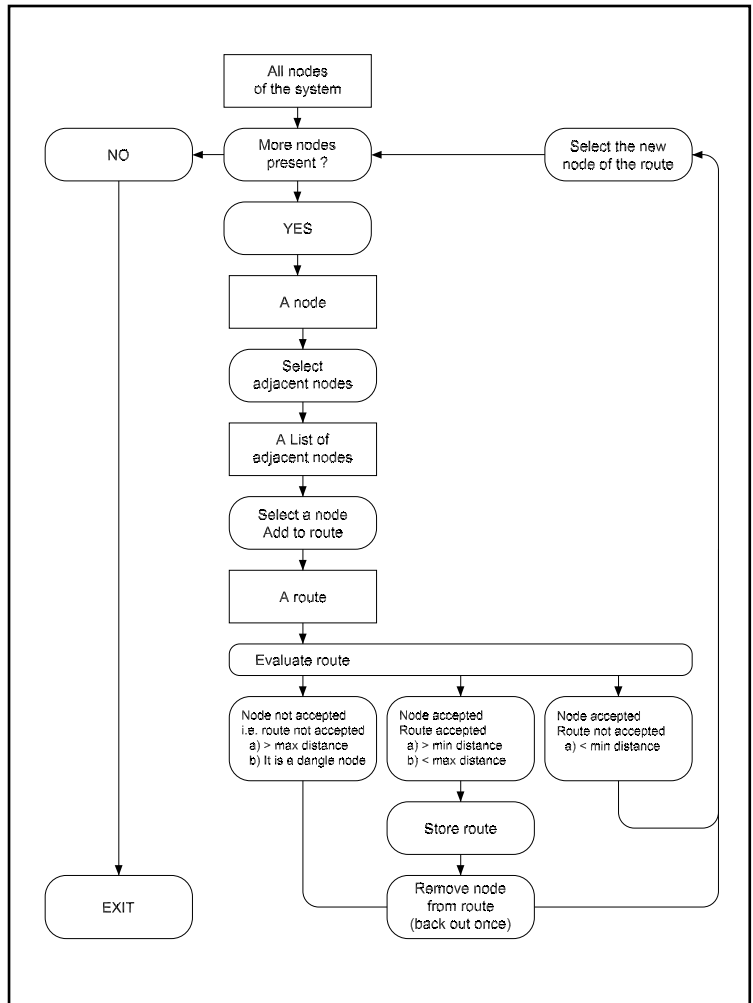 All nodes
of the system
NO
More nodes
present ?
Select the new
node of the route
YES
A node
Select
adjacent nodes
A List of
adjacent nodes
Select a node
Add to route
A route
Evaluate route
Node not accepted
i.e. route not accepted
a) > max distance
b) It is a dangle node
Node accepted
Route accepted
a) > min distance
b) < max distance
Node accepted
Route not accepted
a) < min distance
Store route
EXIT
Remove node
from route
(back out once)